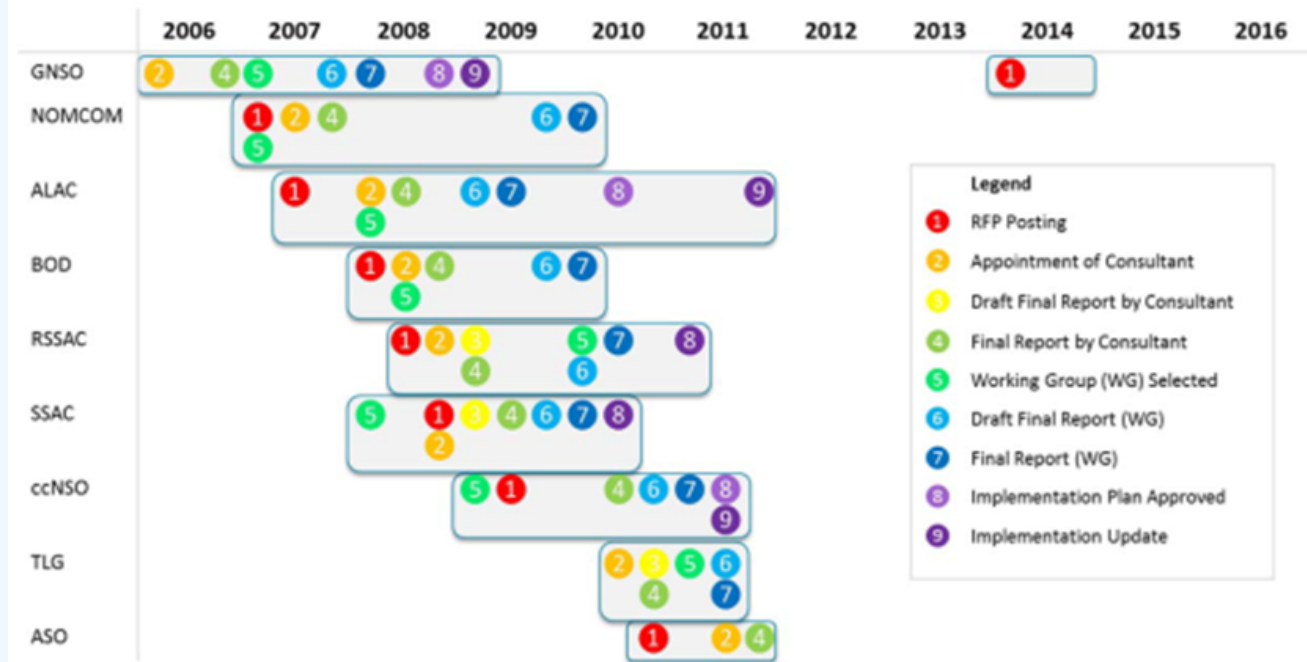 2006 2007 2008 2009 2010 2011 2012 2013 2014 2015 2016
GNSO 2 4 5 6 7 8 9 1
NOMCOM 1 2 4 6 7
5
ALAC 1 2 4 6 7 8 9
5
BOD 1 2 4 6 7
5
RSSAC 1 2 3 5 7 8
4 6
SSAC 5 1 3 4 6 7 8
2
ccNSO 5 1 4 6 7 8
9
TLG 2 3 5 6
4 7
ASO 1 2 4
Legend
1 RFP Posting
2 Appointment of Consultant
3 Draft Final Report by Consultant
4 Final Report by Consultant
5 Working Group (WG) Selected
6 Draft Final Report (WG)
7 Final Report (WG)
8 Implementation Plan Approved
9 Implementation Update